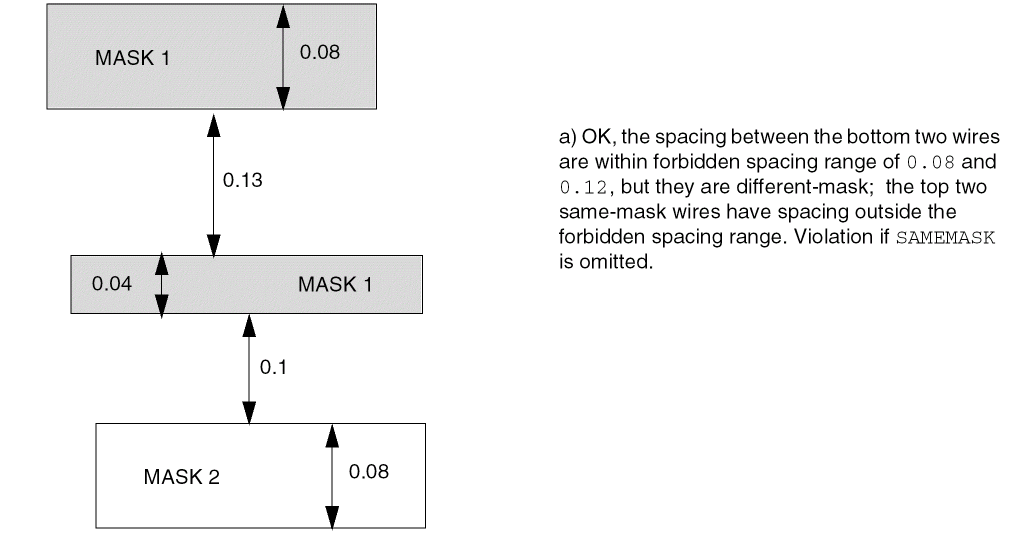 MASK 1
0.08
0.13
0.04
MASK 1
0.1
MASK 2
0.08
a) OK, the spacing between the bottom two wires
are within forbidden spacing range of 0.08 and
0.12, but they are different-mask; the top two
same-mask wires have spacing outside the
forbidden spacing range. Violation if SAMEMASK
is omitted.